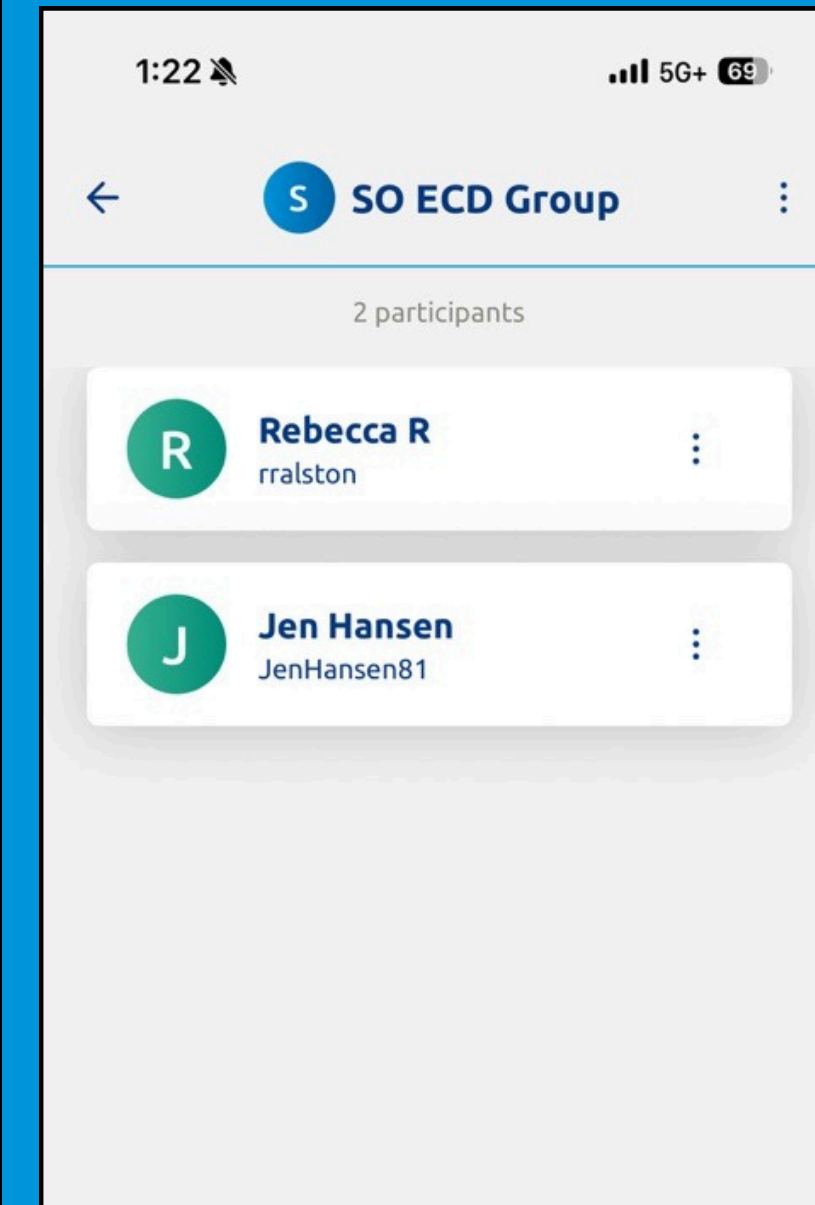 1:22 5G+ 69
S SO ECD Group
2 participants
R Rebecca R
rralston
J Jen Hansen
JenHansen81